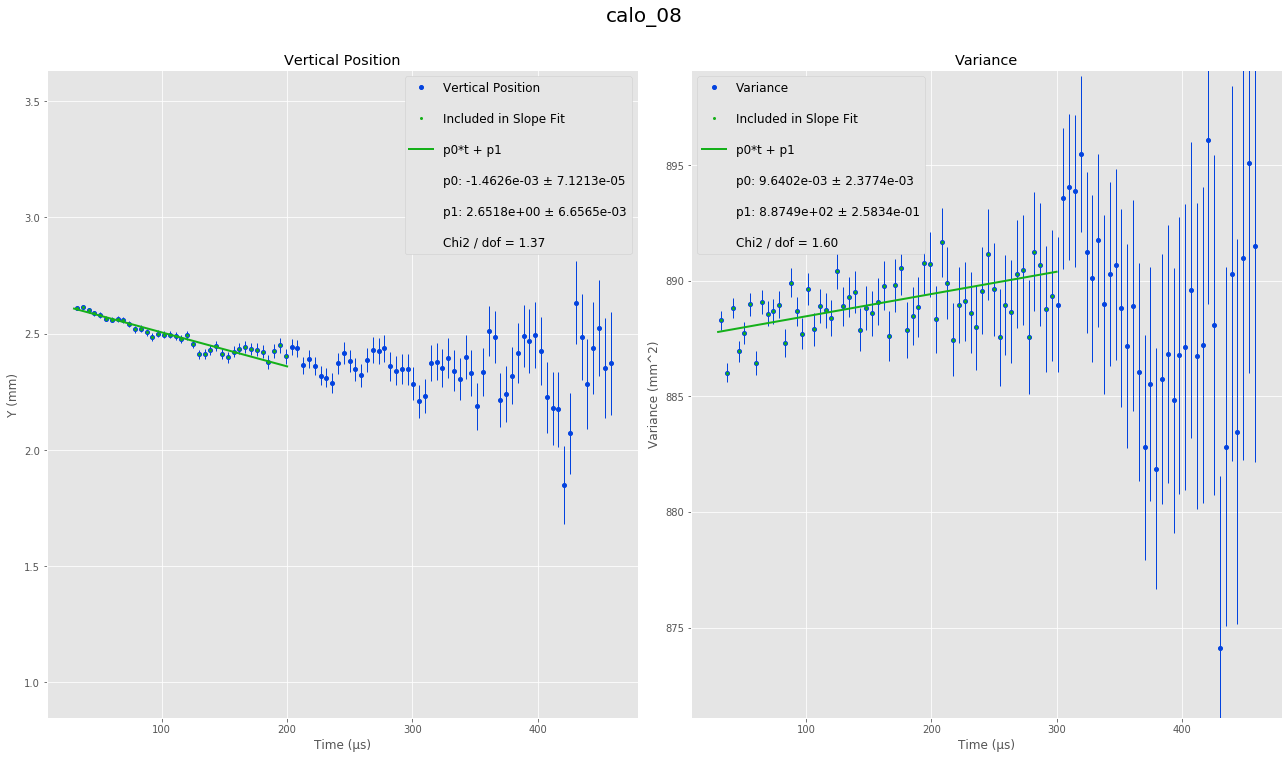 calo_08
Vertical Position
Vertical Position
Included in Slope Fit
p0*t + p1
p0: -1.4626e-03 ± 7.1213e-05
p1: 2.6518e+00 ± 6.6565e-03
Chi2 / dof = 1.37
3.5
3.0
2.5
2.0
1.5
1.0
Y (mm)
100
200
300
400
Time (µs)
Variance
Variance
Included in Slope Fit
p0*t + p1
p0: 9.6402e-03 ± 2.3774e-03
p1: 8.8749e+02 ± 2.5834e-01
Chi2 / dof = 1.60
895
890
885
880
875
Variance (mm^2)
100
200
300
400
Time (µs)